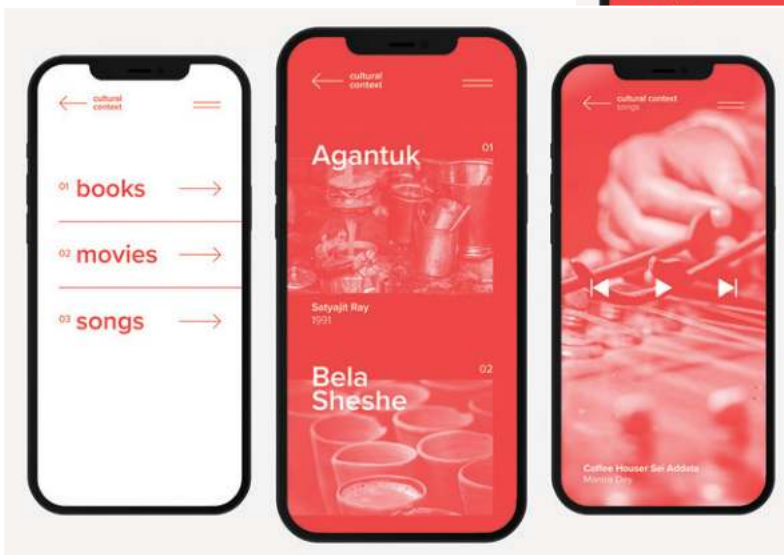 cultural
context
01 books
02 movies
03 songs
cultural
context
Agantuk
01
Satyajit Ray
1991
Bela
Sheshe
02
cultural context
songs
Coffee Houser Sei Addata
Manna Dey